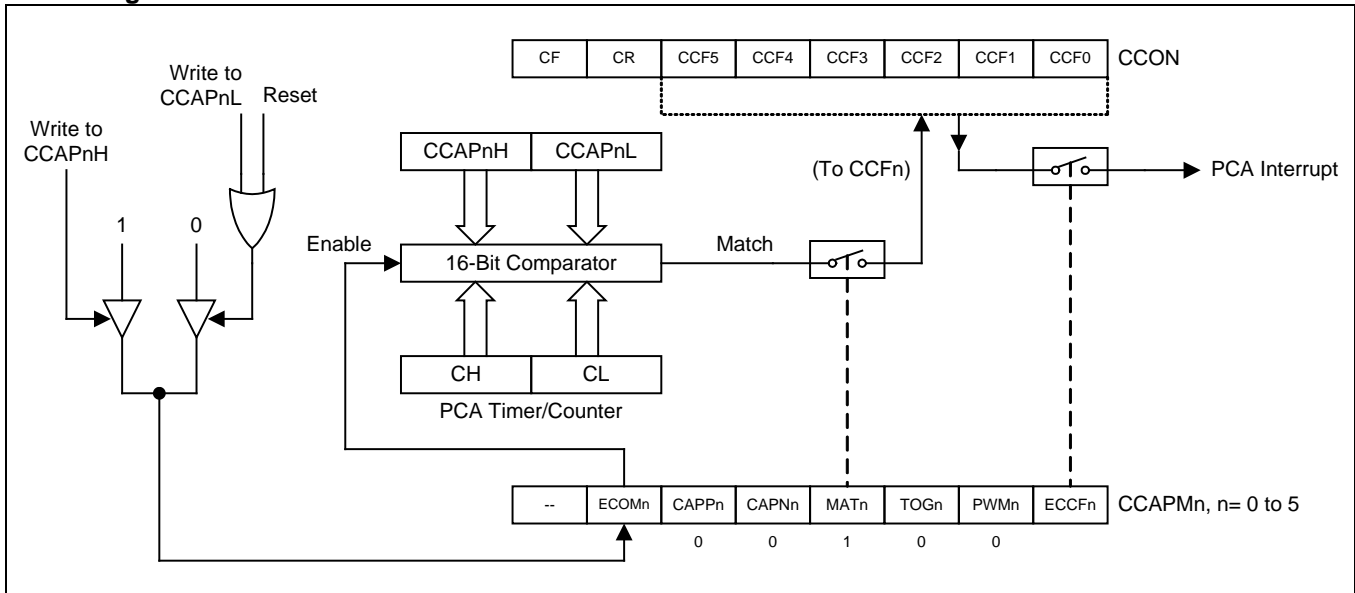 CF CR CCF5 CCF4 CCF3 CCF2 CCF1 CCF0 CCON
Write to
CCAPnL
Reset
Write to
CCAPnH
CCAPnH CCAPnL
(To CCFn)
PCA Interrupt
1 0
Enable
16-Bit Comparator
Match
CH CL
PCA Timer/Counter
-- ECOMn CAPPn CAPNn MATn TOGn PWMn ECCFn CCAPMn, n= 0 to 5
0 0 1 0 0